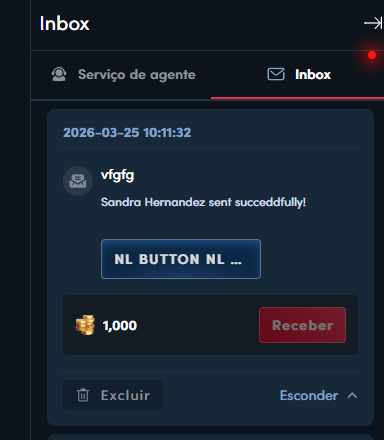 Inbox
Serviço de agente
Inbox
2026-03-25 10:11:32
vfgfg
Sandra Hernandez sent succeddfully!
NL BUTTON NL ...
1,000
Receber
Excluir
Esconder